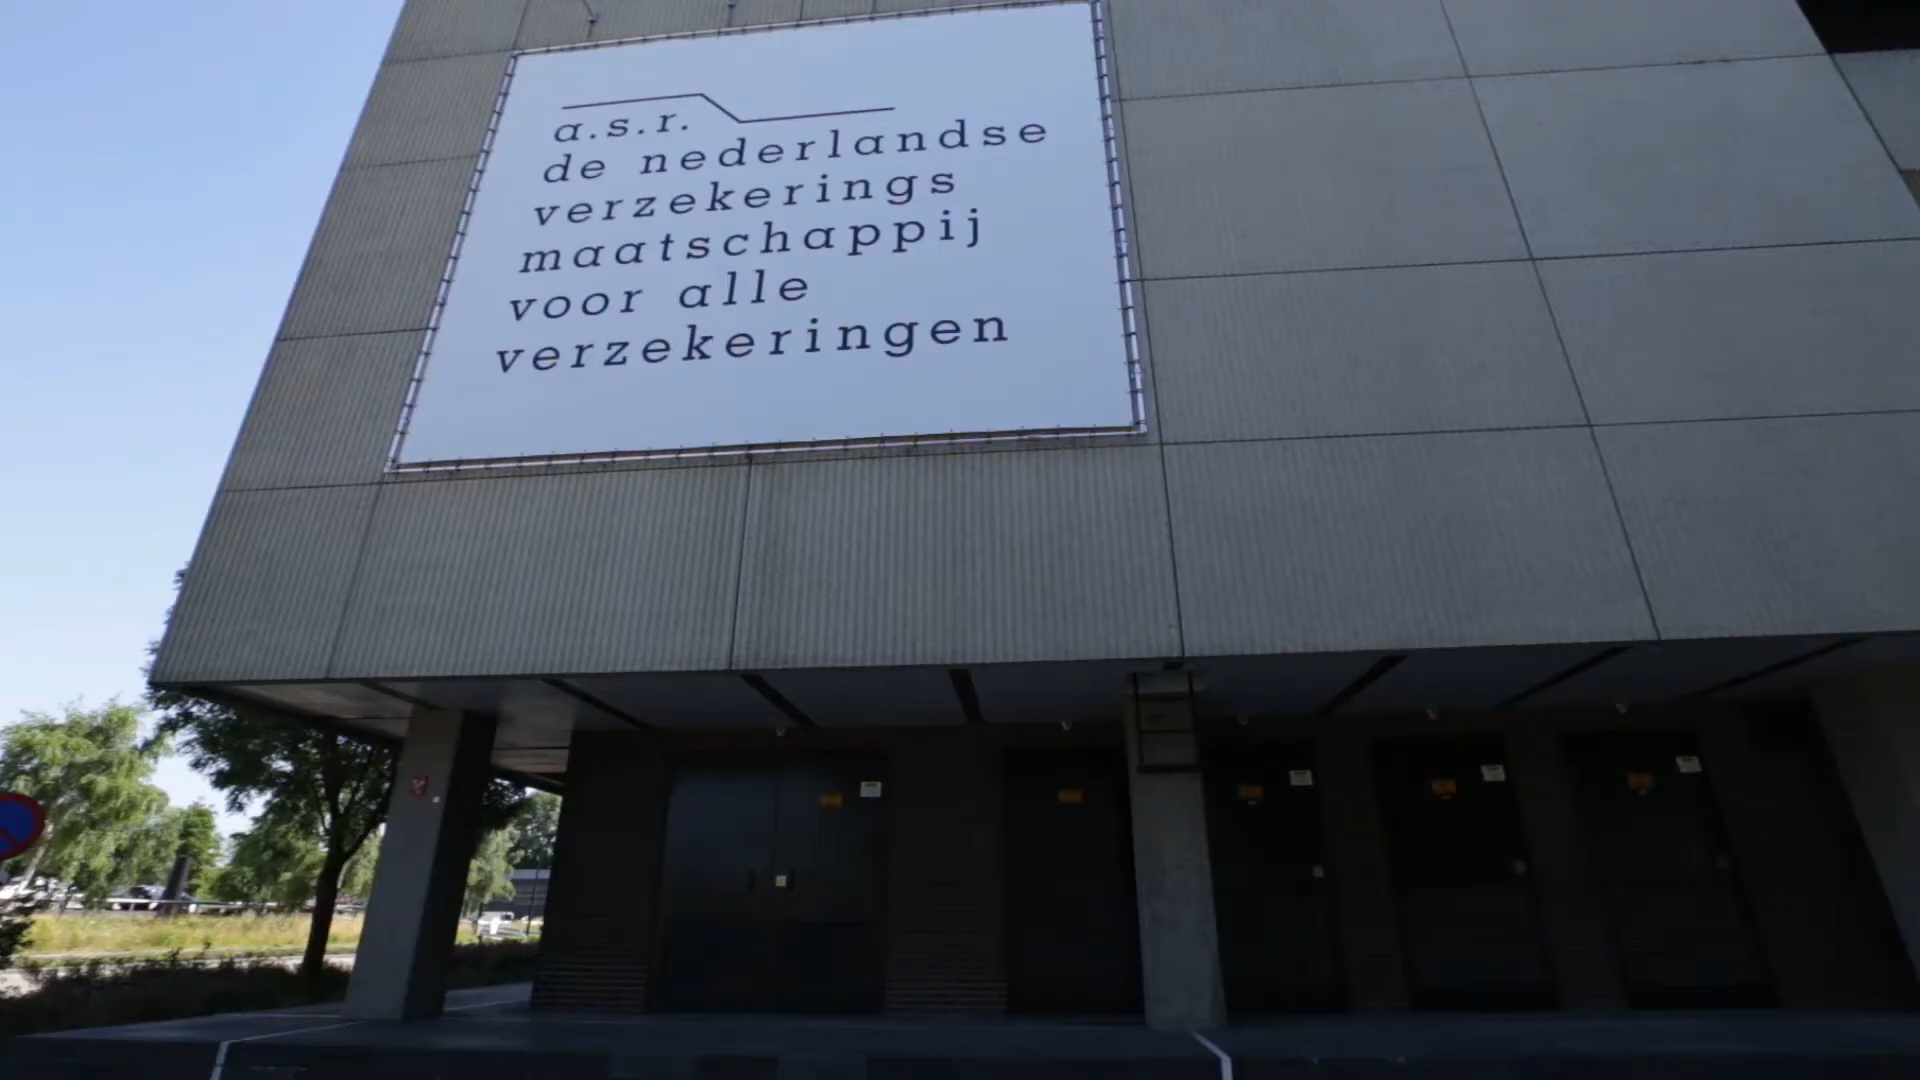 a.s.r.
de nederlandse
verzekerings
maatschappij
voor alle
verzekeringen